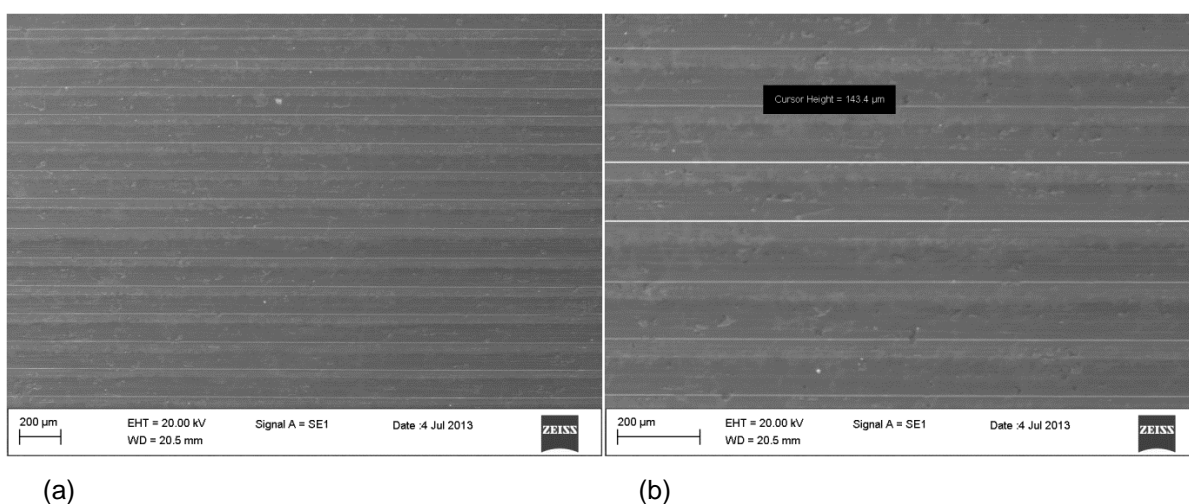 Cursor Height = 143.4 µm
200 µm
EHT = 20.00 kV
WD = 20.5 mm
Signal A = SE1
Date :4 Jul 2013
ZEISS
200 µm
EHT = 20.00 kV
WD = 20.5 mm
Signal A = SE1
Date :4 Jul 2013
ZEISS
(a)
(b)